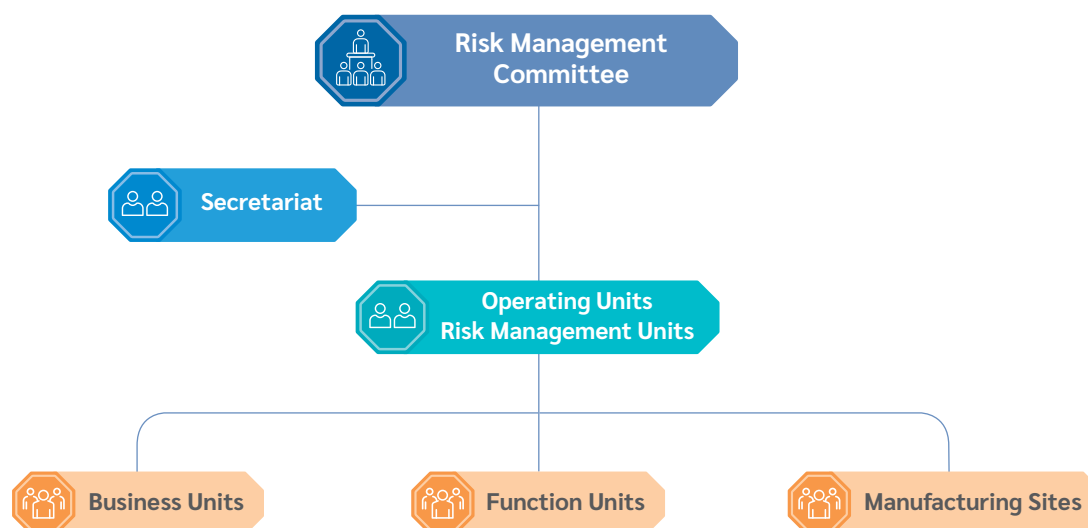 Risk Management
Committee
Secretariat
Operating Units
Risk Management Units
Business Units
Function Units
Manufacturing Sites